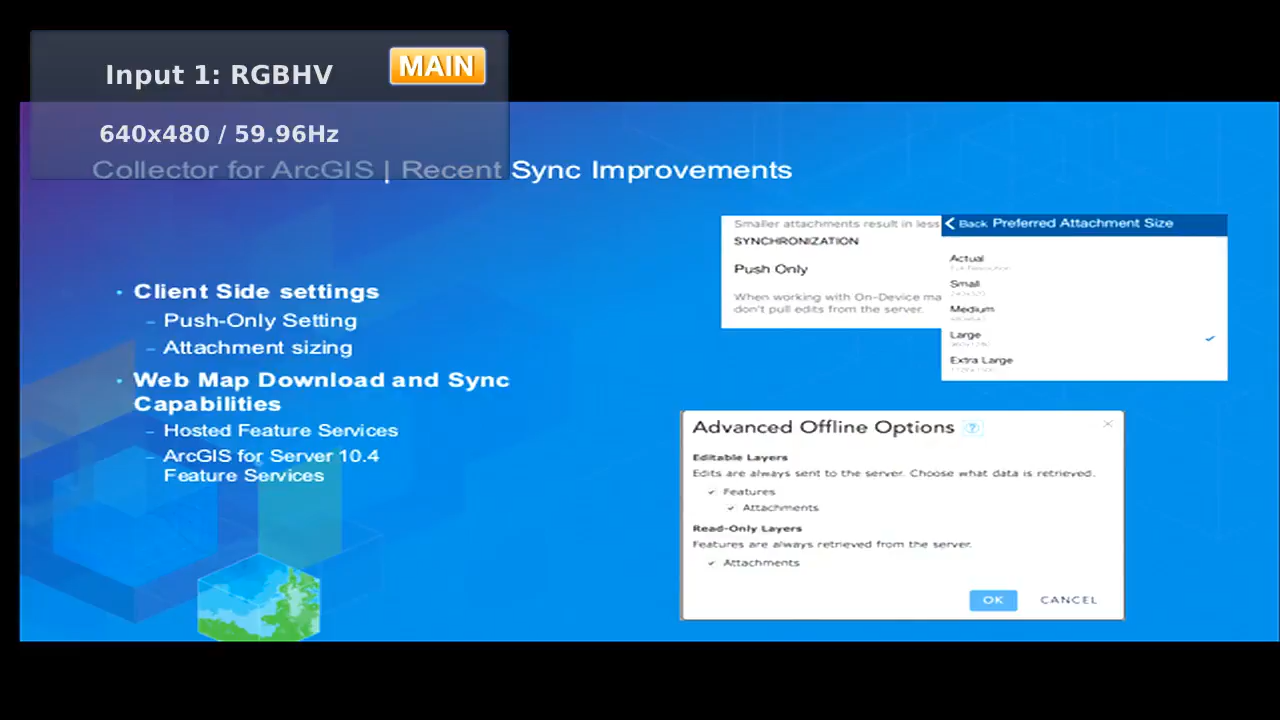 Input 1: RGBHV
MAIN
640x480 / 59.96Hz
Collector for ArcGIS | Recent Sync Improvements
Smaller attachments result in less
SYNCHRONIZATION
Push Only
When working with On-Device ma
don't pull edits from the server.
Back Preferred Attachment Size
Actual
Full Resolution
Small
Medium
Large
Extra Large
• Client Side settings
– Push-Only Setting
– Attachment sizing
• Web Map Download and Sync
Capabilities
– Hosted Feature Services
– ArcGIS for Server 10.4
Feature Services
Advanced Offline Options ?
Editable Layers
Edits are always sent to the server. Choose what data is retrieved.
Features
Attachments
Read-Only Layers
Features are always retrieved from the server.
Attachments
OK CANCEL